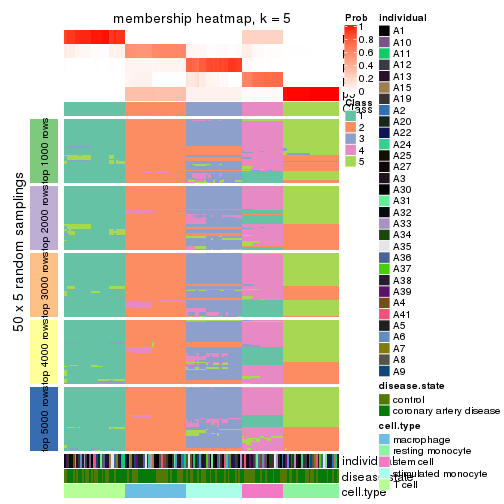 membership heatmap, k = 5
50 x 5 random samplings
top 1000 rows
top 2000 rows
top 3000 rows
top 4000 rows
top 5000 rows
Prob
1
0.8
0.6
0.4
0.2
0
Class
Class
1
2
3
4
5
individual
disease.state
cell.type
individual
A1
A10
A11
A12
A13
A15
A19
A2
A20
A22
A24
A25
A27
A3
A30
A31
A32
A33
A34
A35
A36
A37
A38
A39
A4
A41
A5
A6
A7
A8
A9
disease.state
control
coronary artery disease
cell.type
macrophage
resting monocyte
stem cell
stimulated monocyte
T cell